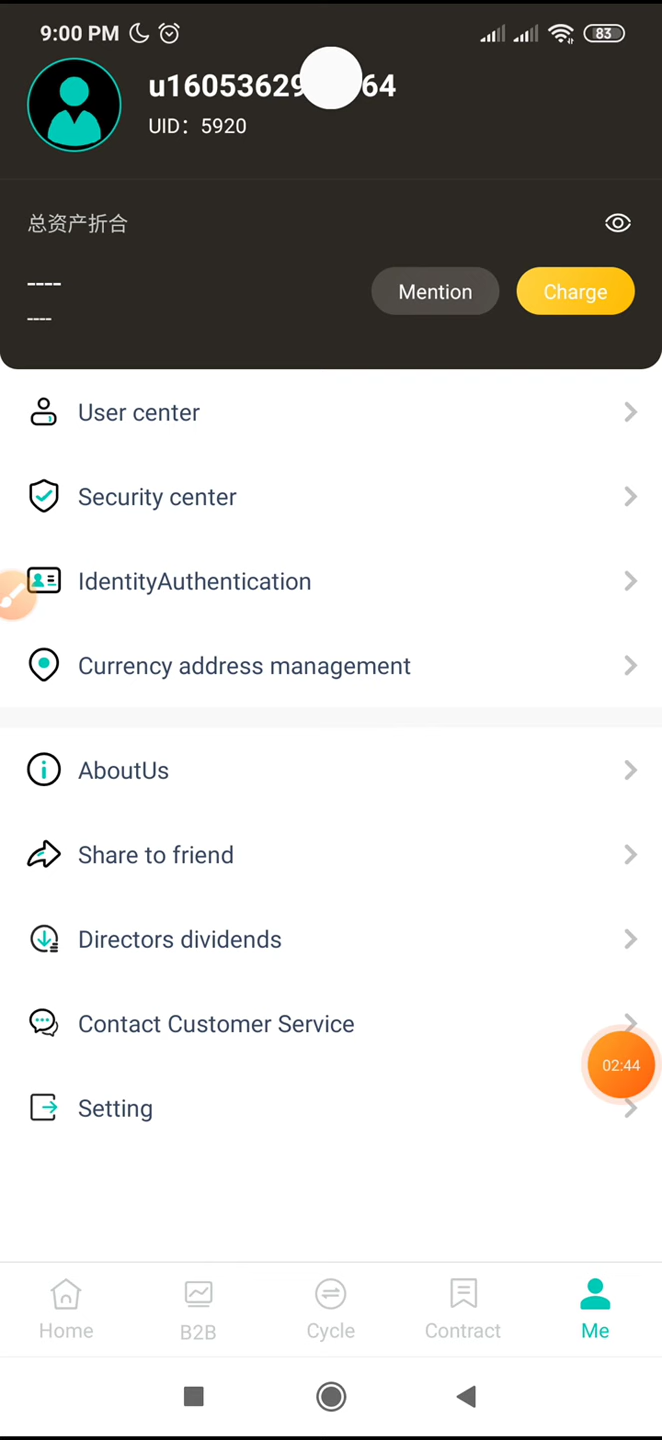 9:00 PM 83
u16053629 64
UID: 5920
总资产折合
----
Mention Charge
----
User center
Security center
IdentityAuthentication
Currency address management
AboutUs
Share to friend
Directors dividends
Contact Customer Service
02:44
Setting
Home B2B Cycle Contract Me